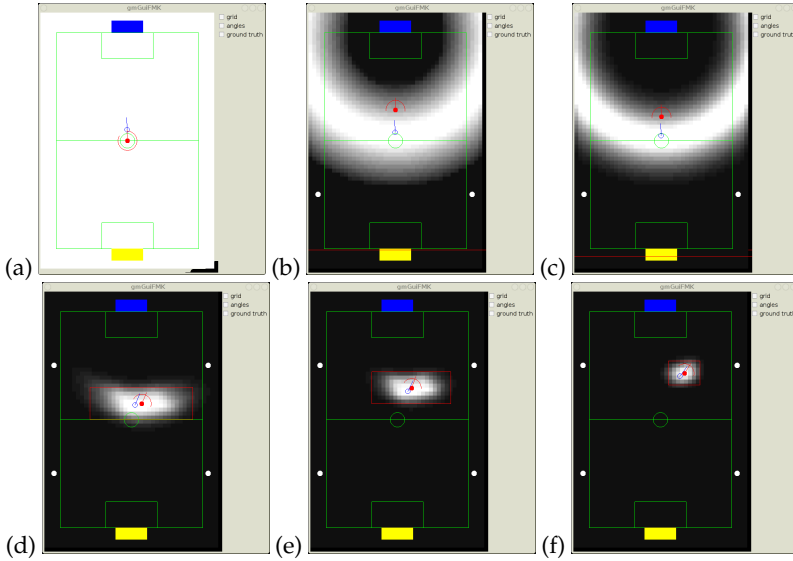 gmGuiFMK
grid
angles
ground truth
(a)
gmGuiFMK
grid
angles
ground truth
(b)
gmGuiFMK
grid
angles
ground truth
(c)
gmGuiFMK
grid
angles
ground truth
(d)
gmGuiFMK
grid
angles
ground truth
(e)
gmGuiFMK
grid
angles
ground truth
(f)